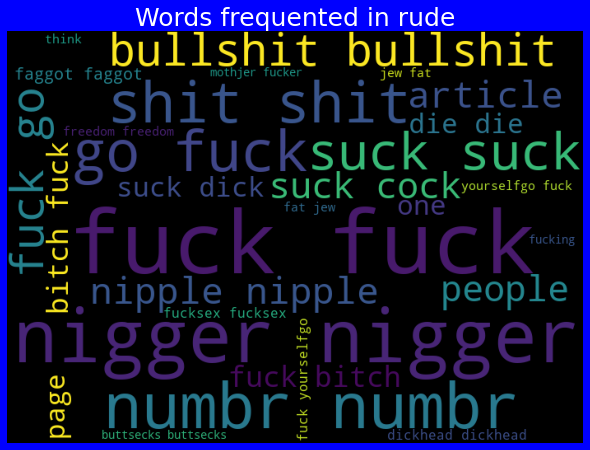 Words frequented in rude
think
bullshit bullshit
faggot faggot
mothjer fucker
jew fat
shit shit
article
die die
fuck go
freedom freedom
go fuck
suck suck
bitch fuck
suck dick
suck cock
yourselfgo fuck
fat jew
one
fuck fuck
fucking
nipple nipple
people
fucksex fucksex
nigger nigger
fuck yourselfgo
fuck bitch
page
numbr numbr
buttsecks buttsecks
dickhead dickhead